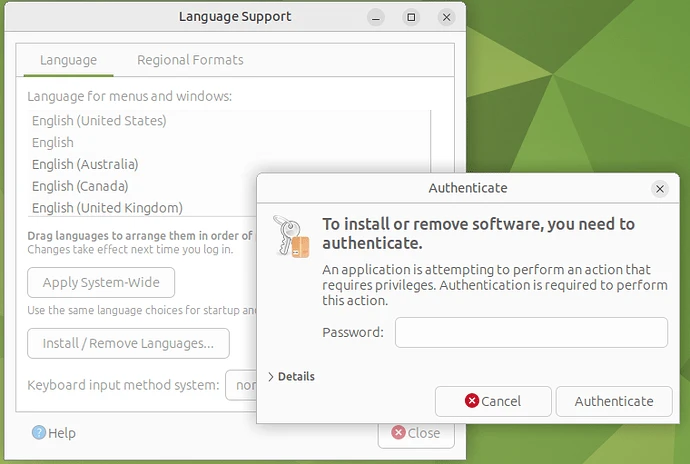 Language Support
Language
Regional Formats
Language for menus and windows:
English (United States)
English
English (Australia)
English (Canada)
English (United Kingdom)
Drag languages to arrange them in order of
Changes take effect next time you log in.
Apply System-Wide
Use the same language choices for startup
Install / Remove Languages...
Keyboard input method system:
Help
Close
Authenticate
To install or remove software, you need to
authenticate.
An application is attempting to perform an action that
requires privileges. Authentication is required to perform
this action.
Password:
Details
Cancel
Authenticate